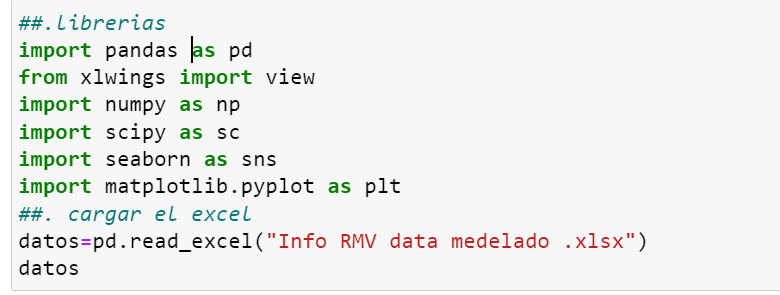 ##.librerias
import pandas as pd
from xlwings import view
import numpy as np
import scipy as sc
import seaborn as sns
import matplotlib.pyplot as plt
##. cargar el excel
datos=pd.read_excel("Info RMV data medelado .xlsx")
datos